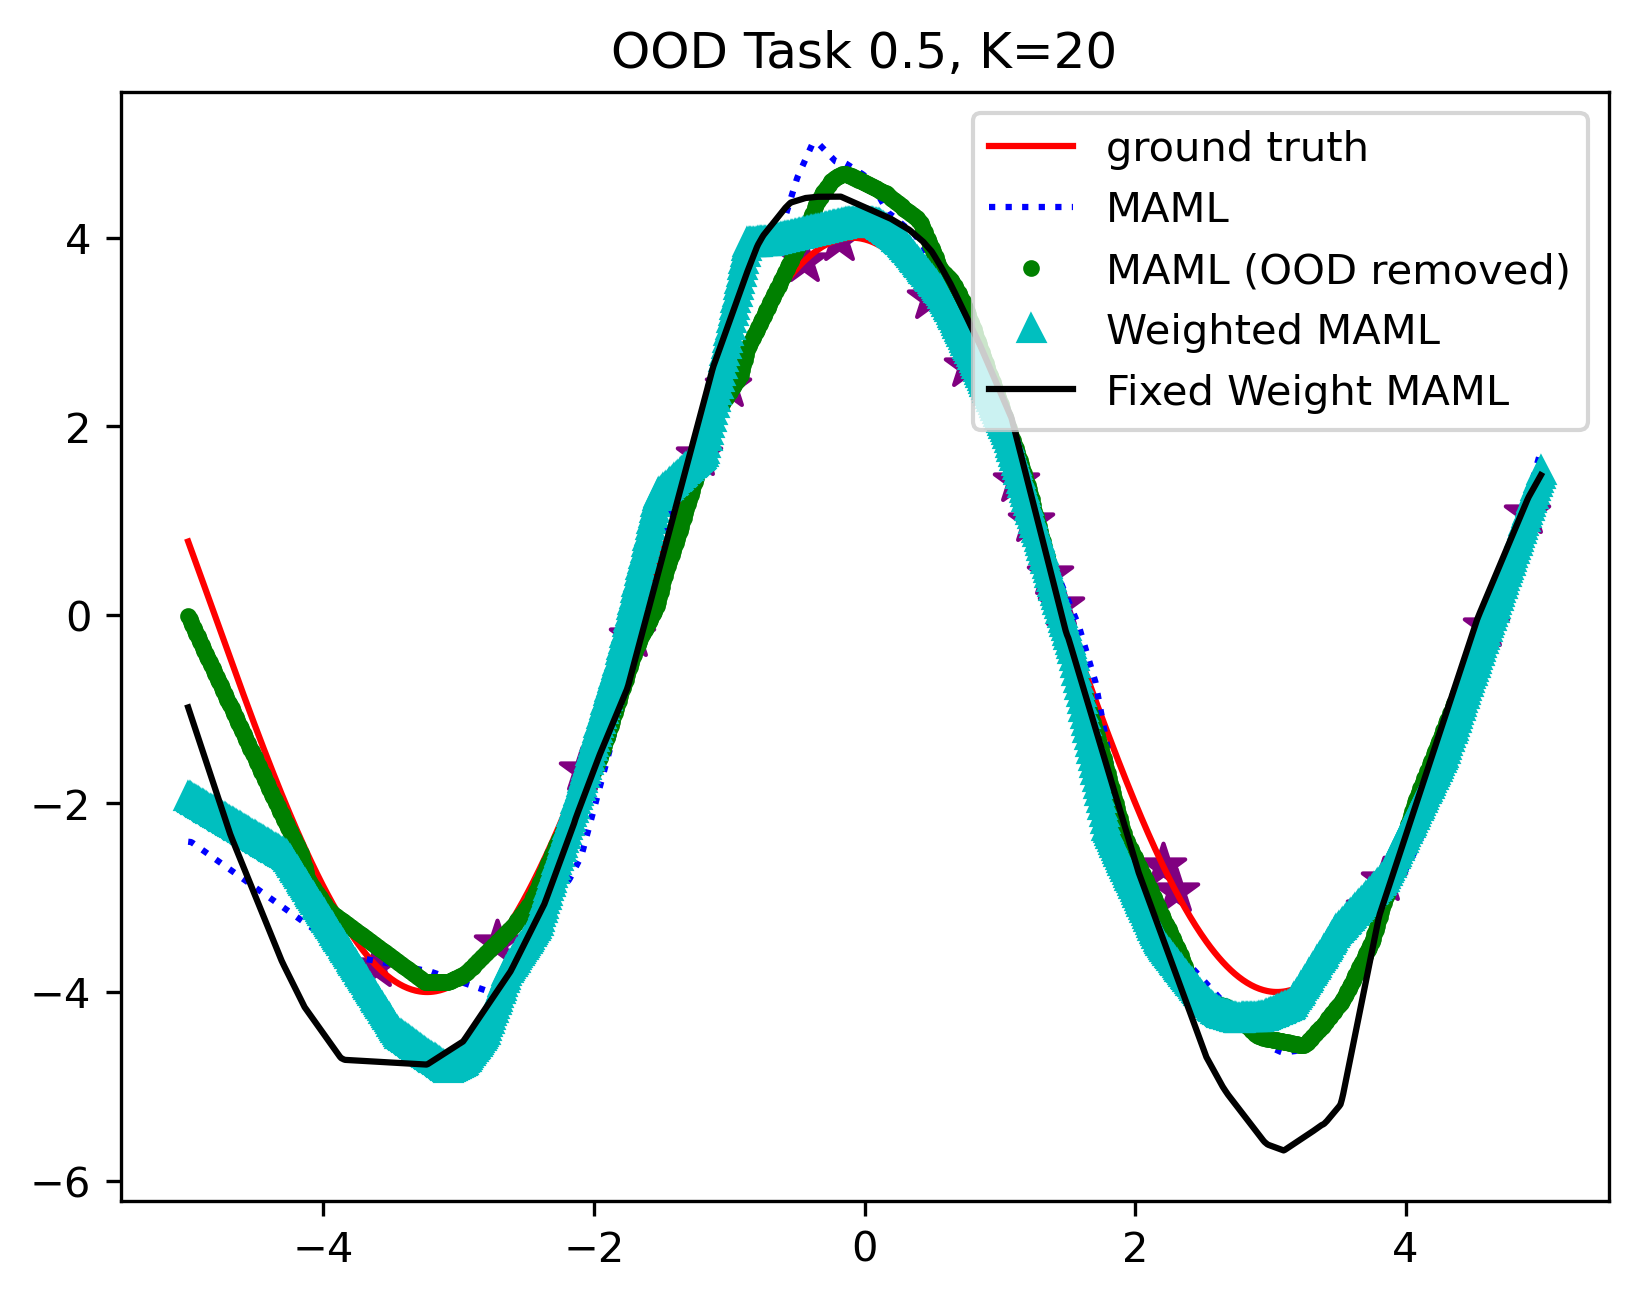 OOD Task 0.5, K=20
ground truth
MAML
MAML (OOD removed)
Weighted MAML
Fixed Weight MAML
4
2
0
−2
−4
−6
−4 −2 0 2 4